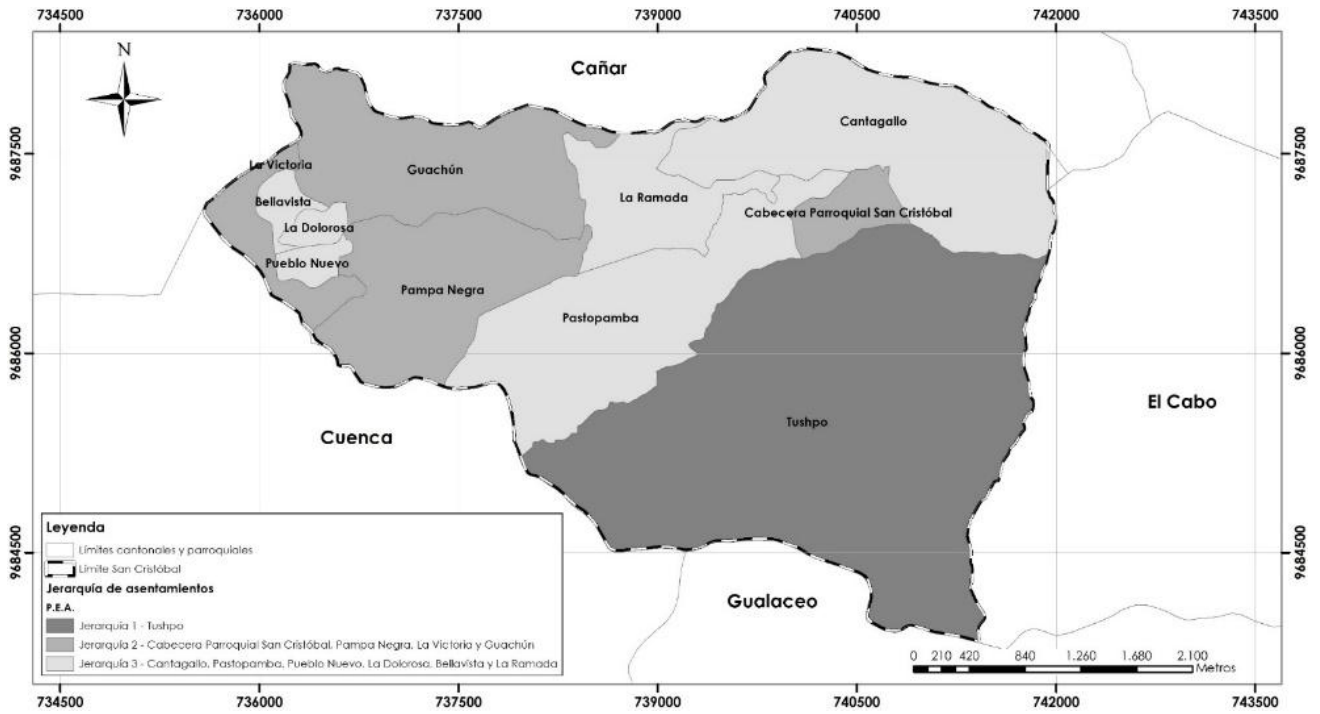 734500 736000 737500 739000 740500 742000 743500
N
Cañar
Cantagallo
9687500 9687500
La Victoria
Guachún
Bellavista
La Ramada
Cabecera Parroquial San Cristóbal
La Dolorosa
Pueblo Nuevo
Pampa Negra
Pastopamba
9686000 9686000
El Cabo
Tushpo
Cuenca
Leyenda
Límites cantonales y parroquiales
Límite San Cristóbal
Jerarquía de asentamientos
P.E.A.
Jerarquía 1 - Tushpo
Jerarquía 2 - Cabecera Parroquial San Cristóbal, Pampa Negra, La Victoria y Guachún
Jerarquía 3 - Cantagallo, Pastopamba, Pueblo Nuevo, La Dolorosa, Bellavista y La Ramada
9684500 9684500
Gualaceo
0 210 420 840 1.260 1.680 2.100
Metros
734500 736000 737500 739000 740500 742000 743500